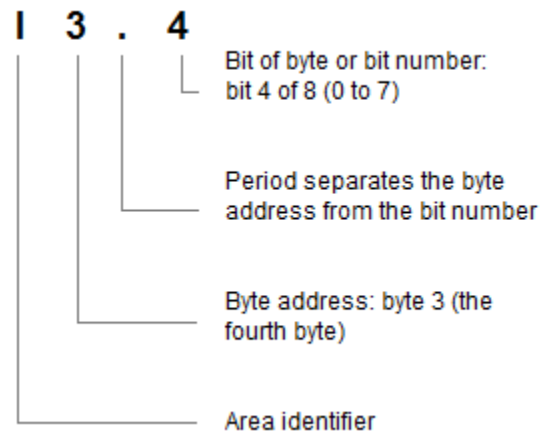 I 3 . 4
Bit of byte or bit number:
bit 4 of 8 (0 to 7)
Period separates the byte
address from the bit number
Byte address: byte 3 (the
fourth byte)
Area identifier